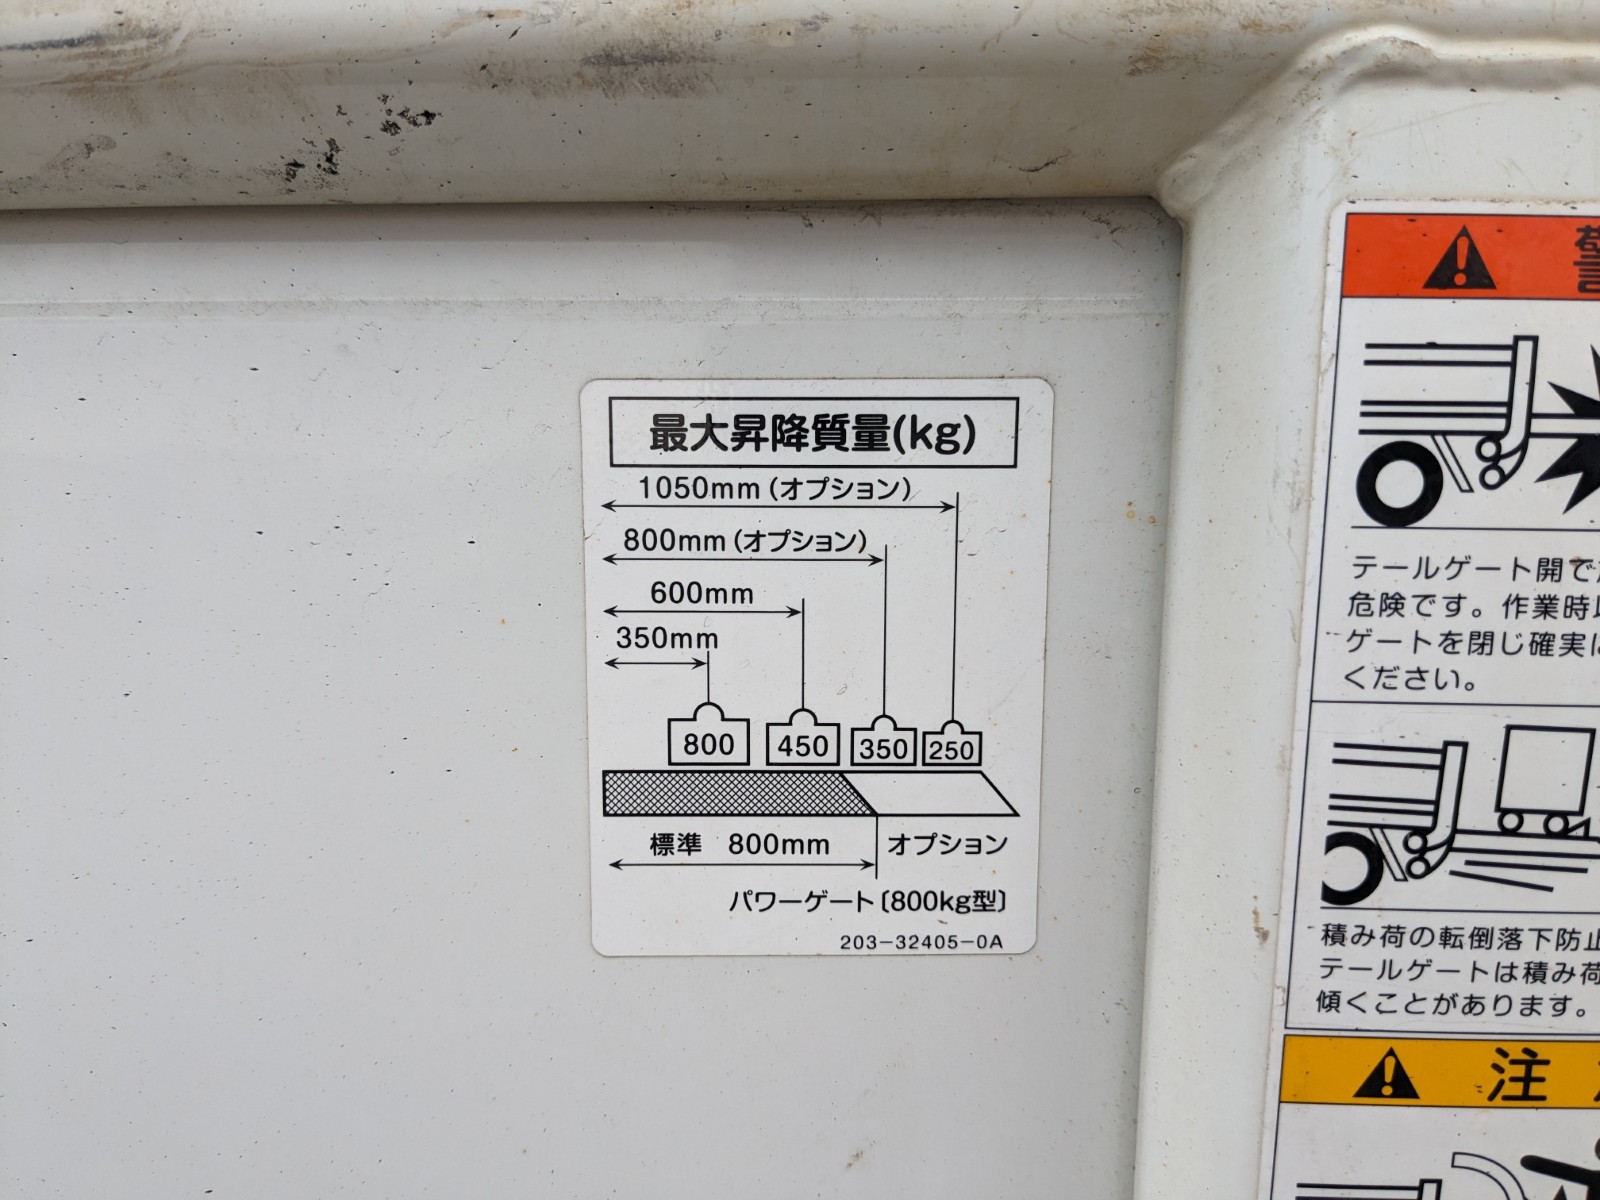 最大昇降質量(kg)
1050mm (オプション)
800mm (オプション)
600mm
350mm
800 450 350 250
標準 800mm オプション
パワーゲート〔800kg型〕
203-32405-0A
警
テールゲート開で
危険です。作業時
ゲートを閉じ確実に
ください。
積み荷の転倒落下防止
テールゲートは積み荷
傾くことがあります。
注